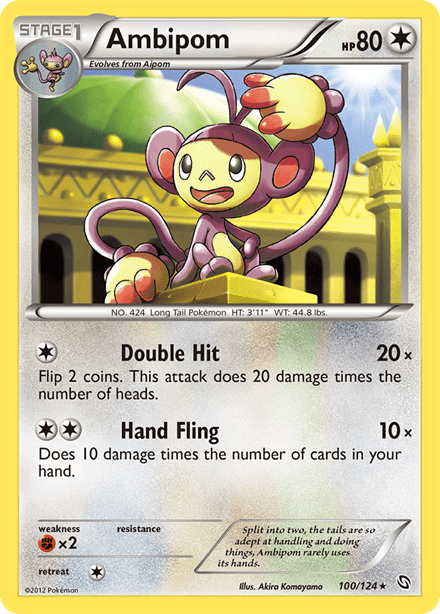 STAGE1
Ambipom
HP80
Evolves from Aipom
NO. 424 Long Tail Pokémon HT: 3'11" WT: 44.8 lbs.
Double Hit 20×
Flip 2 coins. This attack does 20 damage times the
number of heads.
Hand Fling 10×
Does 10 damage times the number of cards in your
hand.
weakness
resistance
×2
retreat
Split into two, the tails are so
adept at handling and doing
things, Ambipom rarely uses
its hands.
©2012 Pokémon
Illus. Akira Komayama
100/124★